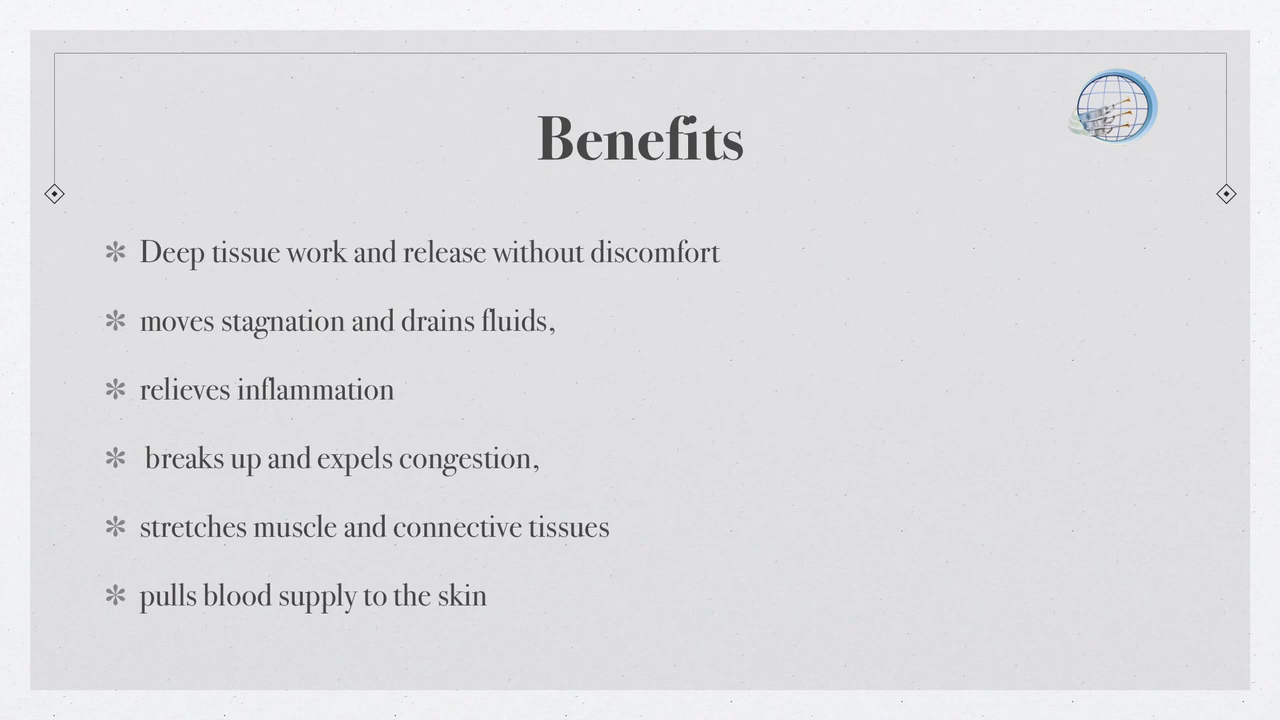 Benefits
Deep tissue work and release without discomfort
moves stagnation and drains fluids,
relieves inflammation
breaks up and expels congestion,
stretches muscle and connective tissues
pulls blood supply to the skin